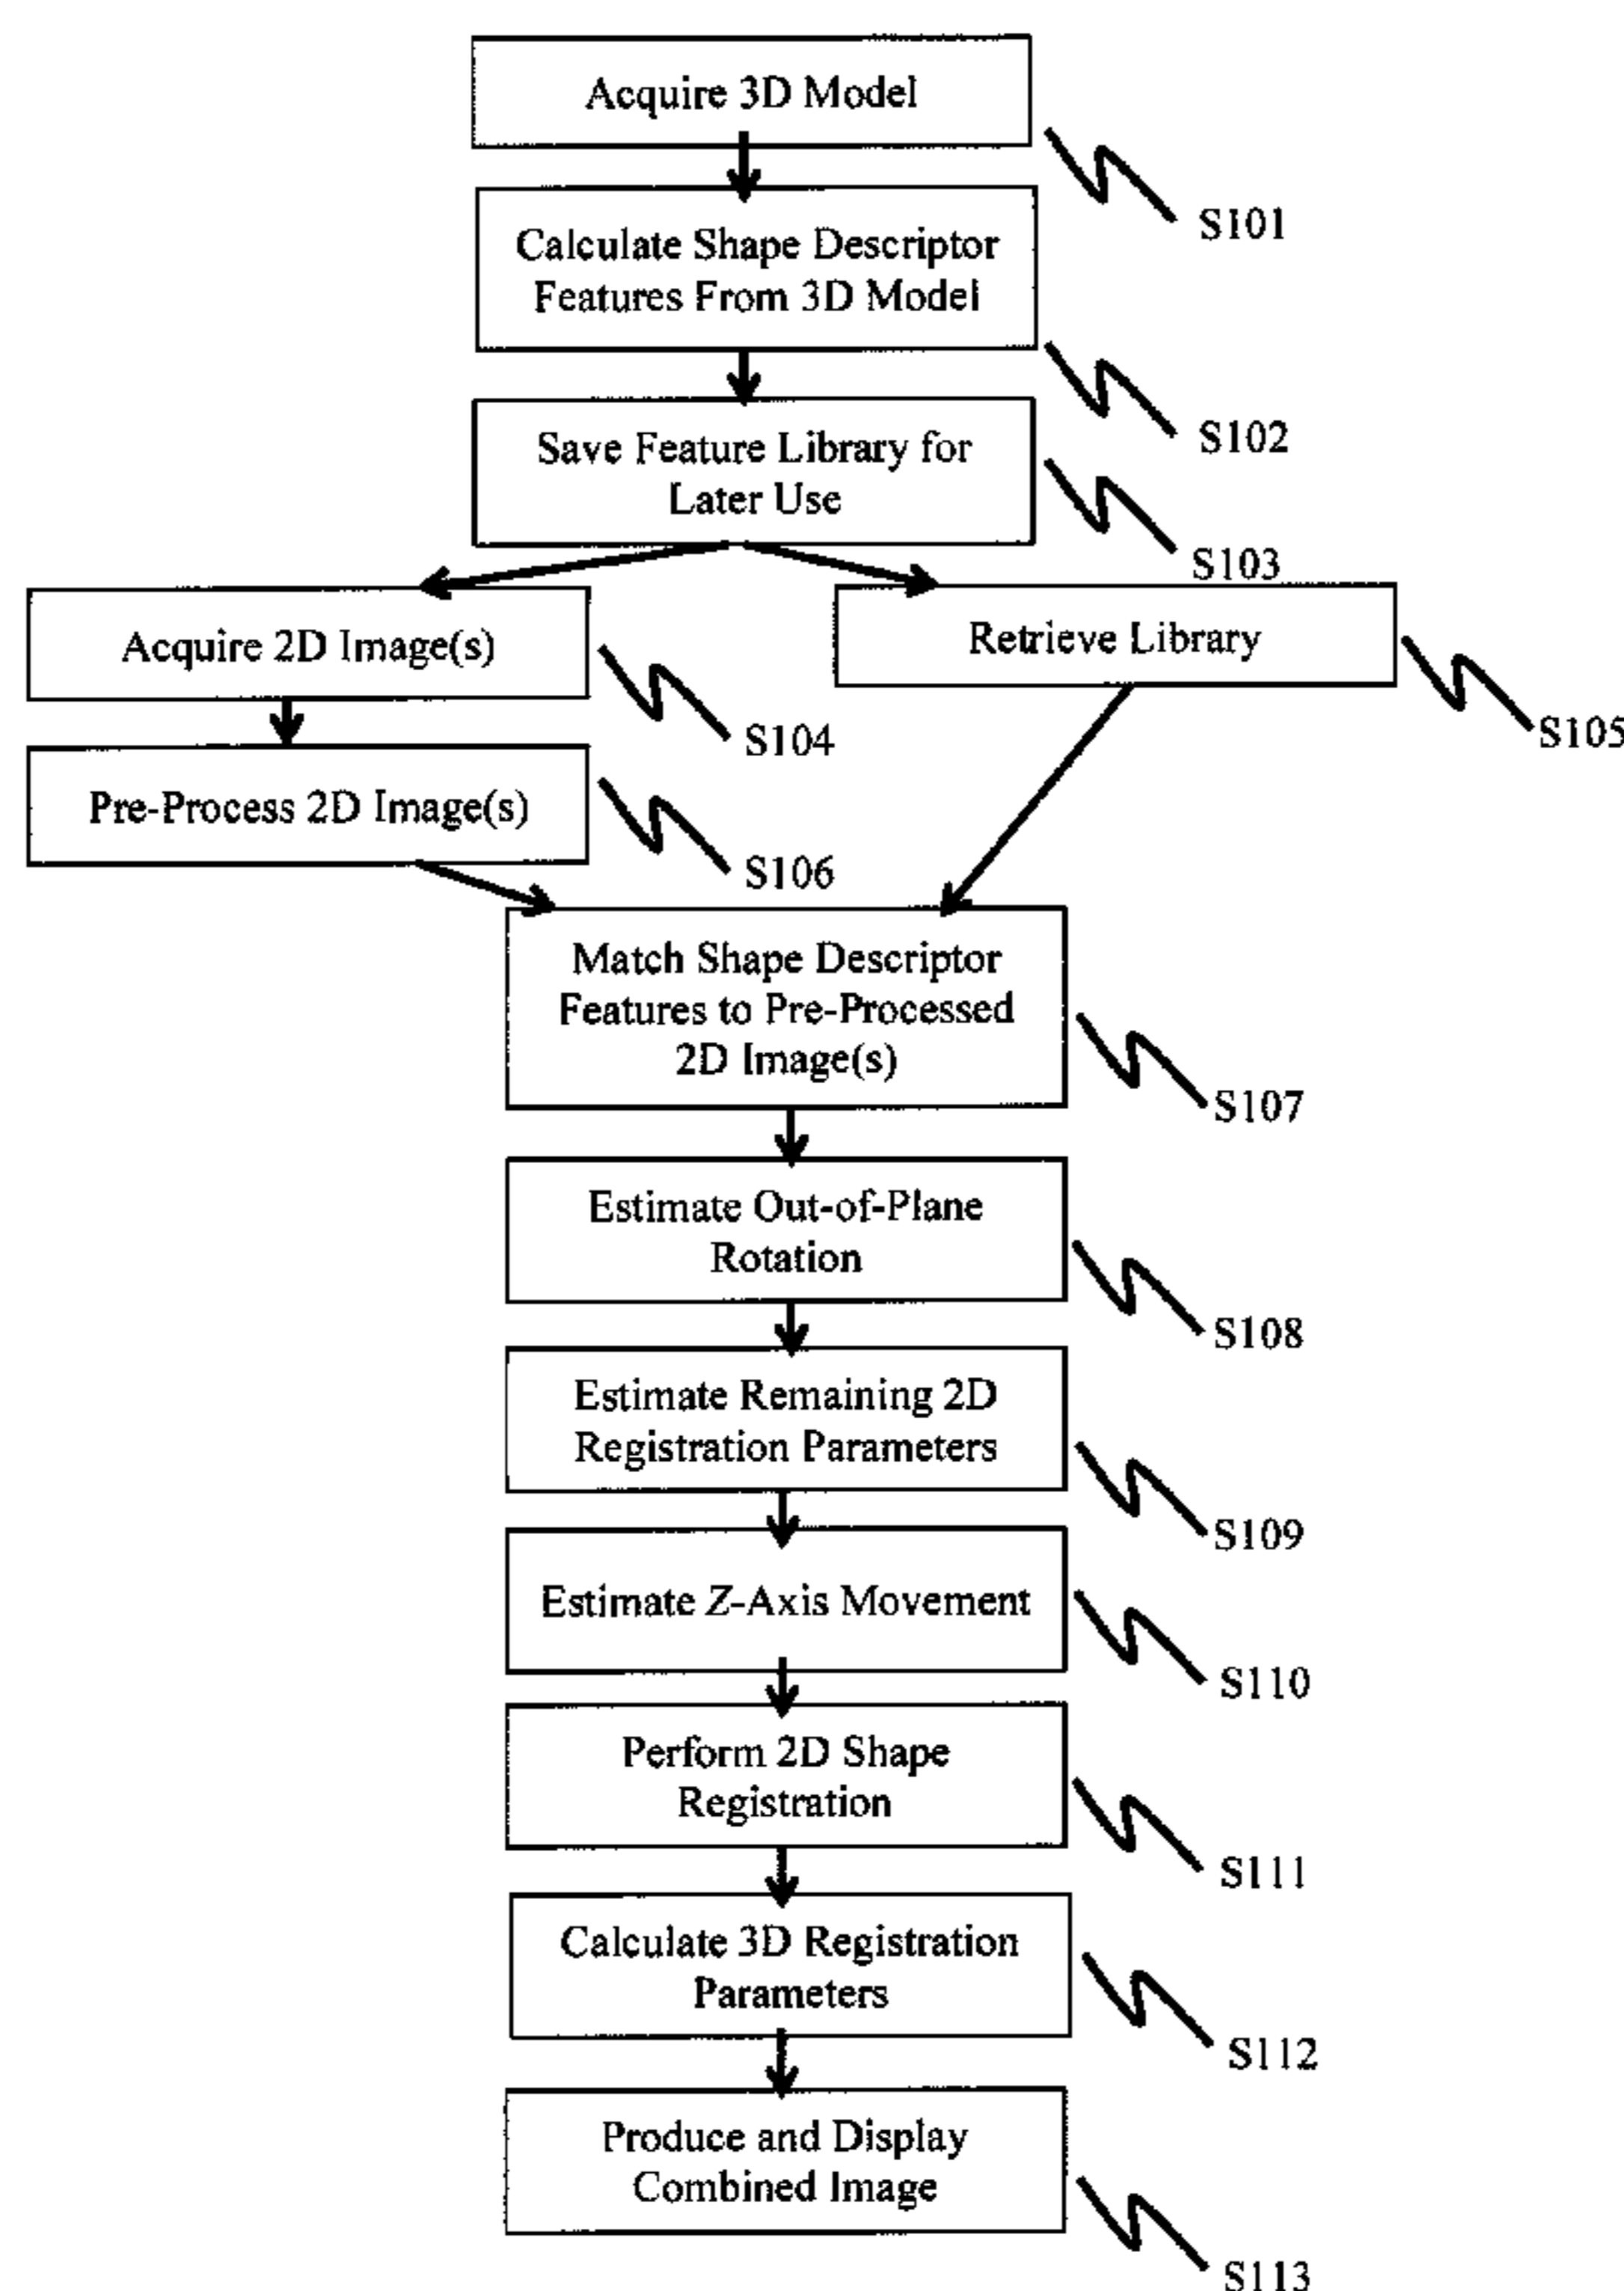 Acquire 3D Model
S101
Calculate Shape Descriptor
Features From 3D Model
S102
Save Feature Library for
Later Use
S103
Acquire 2D Image(s)
S104
Retrieve Library
S105
Pre-Process 2D Image(s)
S106
Match Shape Descriptor
Features to Pre-Processed
2D Image(s)
S107
Estimate Out-of-Plane
Rotation
S108
Estimate Remaining 2D
Registration Parameters
S109
Estimate Z-Axis Movement
S110
Perform 2D Shape
Registration
S111
Calculate 3D Registration
Parameters
S112
Produce and Display
Combined Image
S113